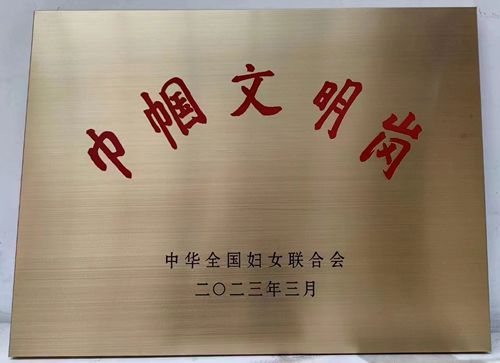 巾帼文明岗
中华全国妇女联合会
二〇二三年三月